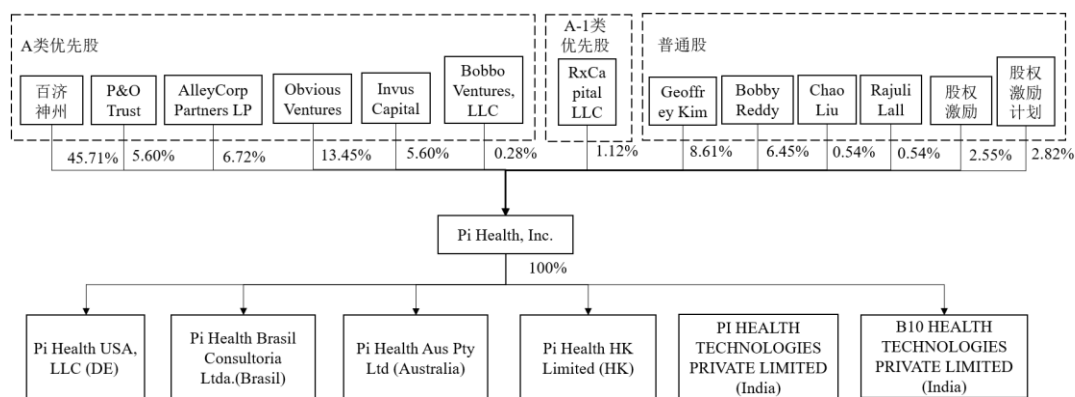 A类优先股
百济
神州
P&O
Trust
AlleyCorp
Partners LP
Obvious
Ventures
Invus
Capital
Bobbo
Ventures,
LLC
A-1类
优先股
RxCa
pital
LLC
普通股
Geoff
rey Kim
Bobby
Reddy
Chao
Liu
Rajuli
Lall
股权
激励
股权
激励
计划
45.71%
5.60%
6.72%
13.45%
5.60%
0.28%
1.12%
8.61%
6.45%
0.54%
0.54%
2.55%
2.82%
Pi Health, Inc.
100%
Pi Health USA,
LLC (DE)
Pi Health Brasil
Consultoria
Ltda.(Brasil)
Pi Health Aus Pty
Ltd (Australia)
Pi Health HK
Limited (HK)
PI HEALTH
TECHNOLOGIES
PRIVATE LIMITED
(India)
B10 HEALTH
TECHNOLOGIES
PRIVATE LIMITED
(India)